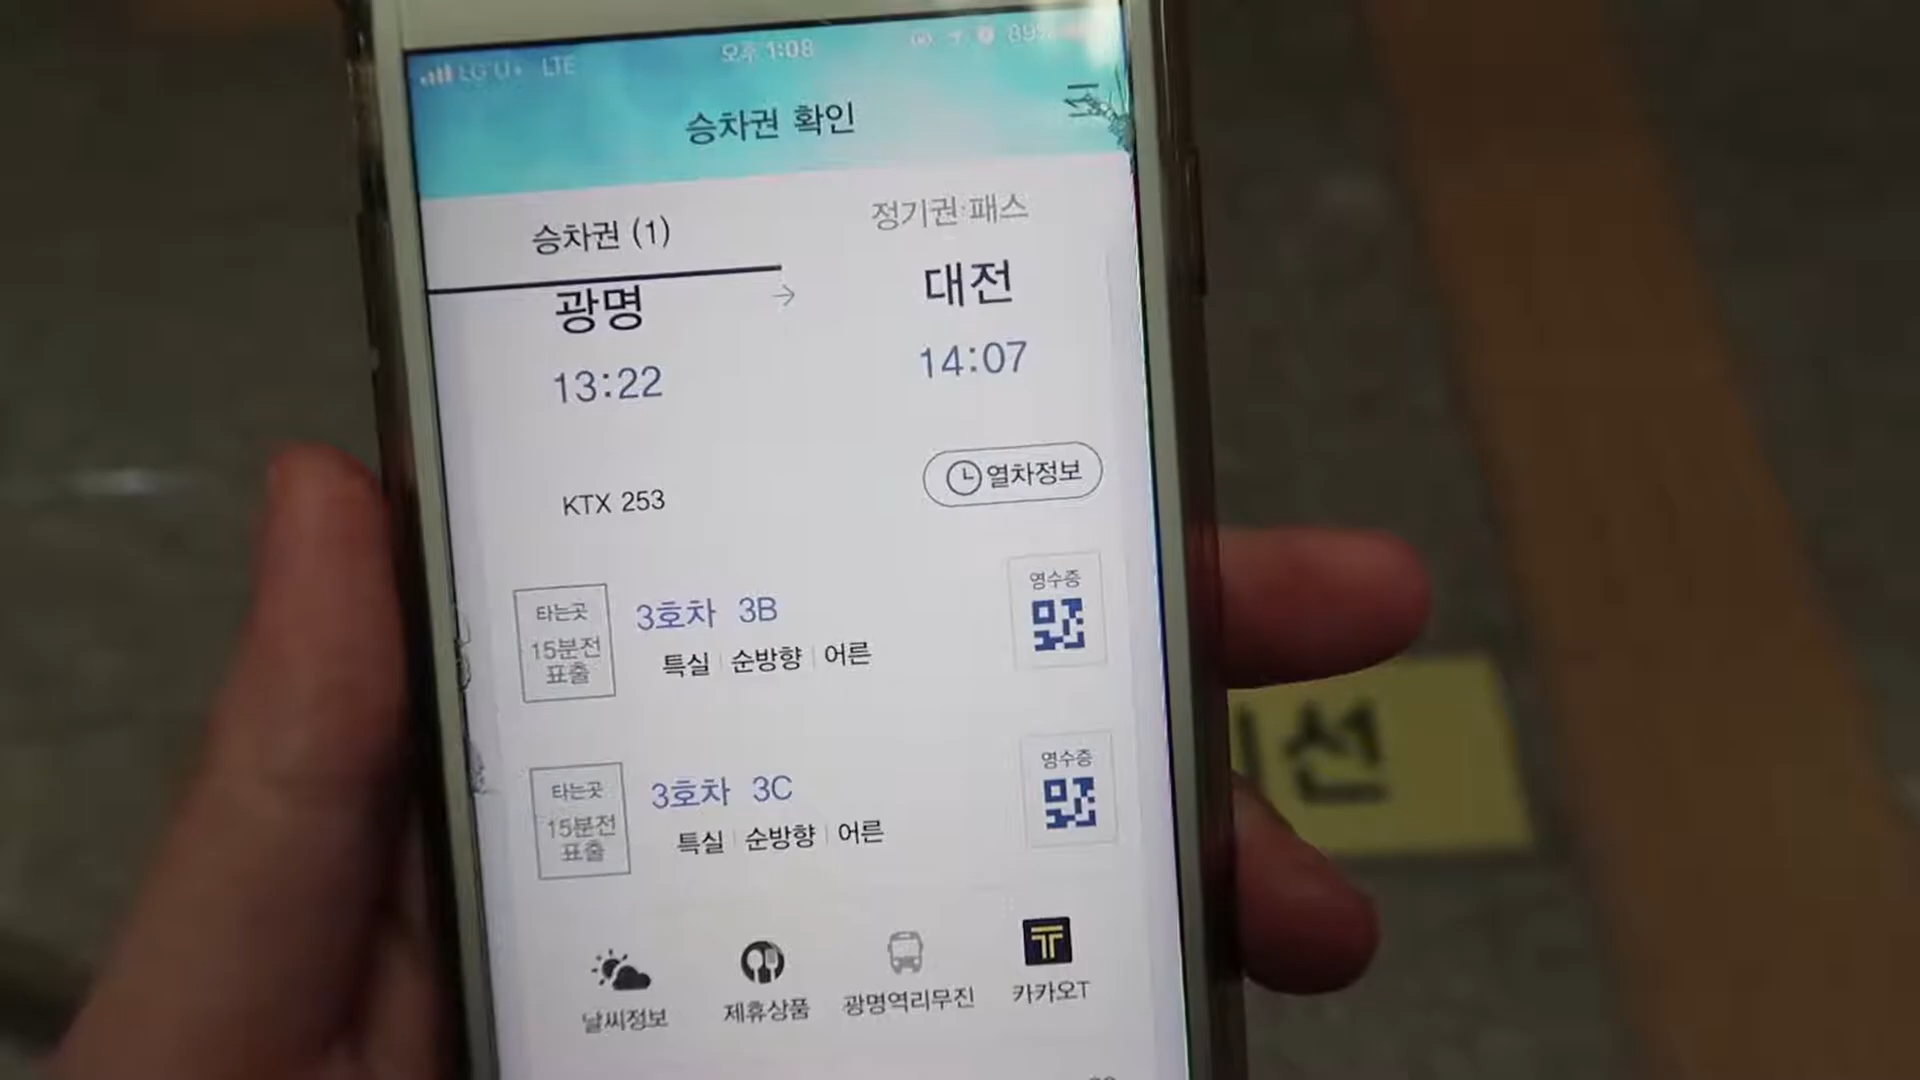 LG U+ LTE 오후 1:08 89%
승차권 확인
승차권 (1) 정기권·패스
광명 → 대전
13:22 14:07
KTX 253 열차정보
타는곳 15분전 표출
3호차 3B
특실 | 순방향 | 어른
영수증
타는곳 15분전 표출
3호차 3C
특실 | 순방향 | 어른
영수증
날씨정보 제휴상품 광명역리무진 카카오T
선